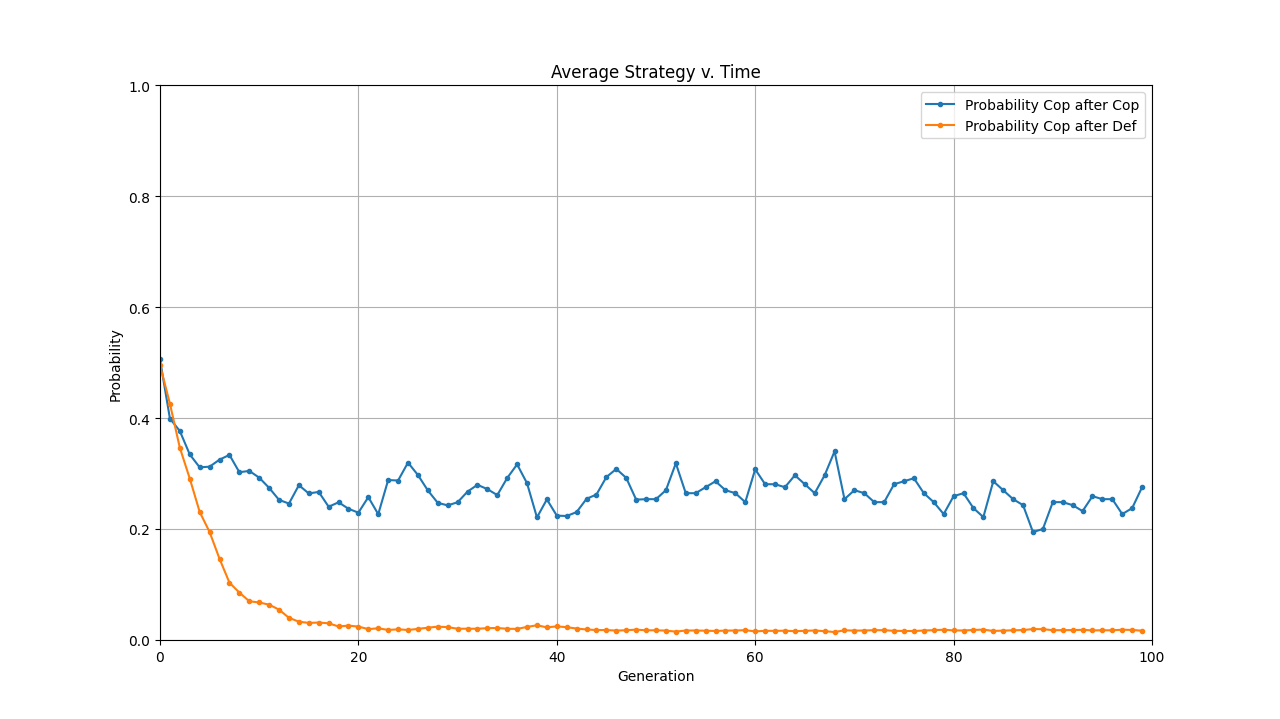 Average Strategy v. Time
Probability Cop after Cop
Probability Cop after Def
Probability
1.0
0.8
0.6
0.4
0.2
0.0
0 20 40 60 80 100
Generation